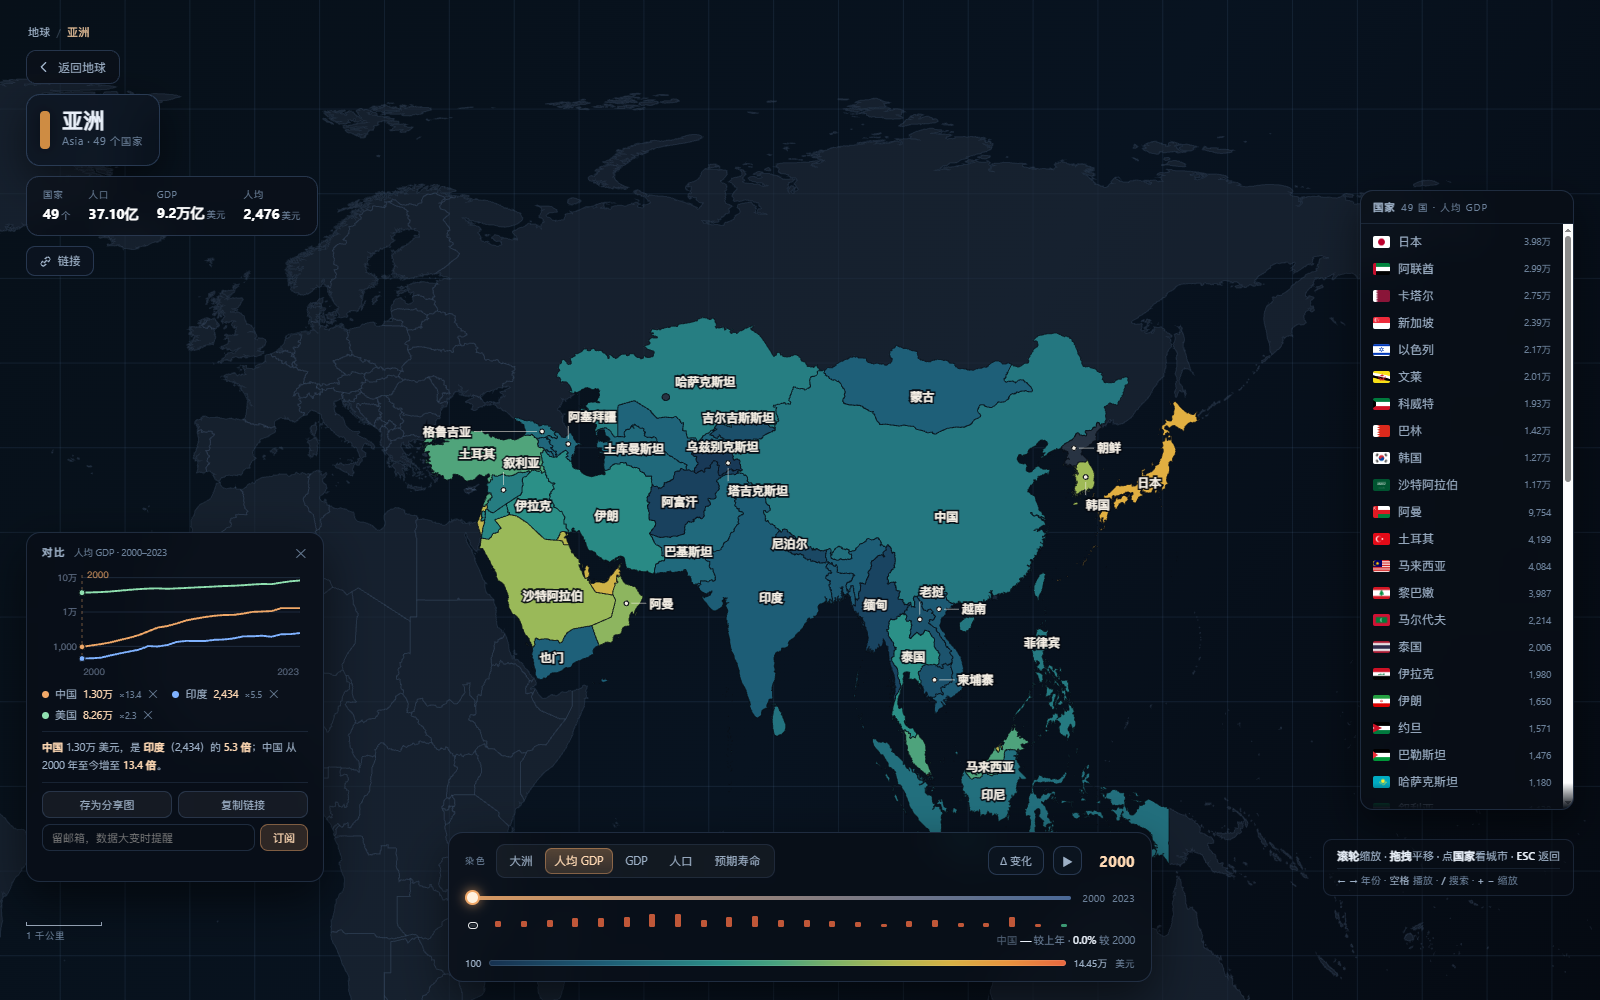 地球 / 亚洲
返回地球
亚洲
Asia · 49 个国家
国家 人口 GDP 人均
49 个 37.10亿 9.2万亿 美元 2,476 美元
链接
哈萨克斯坦
蒙古
阿塞拜疆
吉尔吉斯斯坦
格鲁吉亚
土库曼斯坦
乌兹别克斯坦
朝鲜
土耳其
叙利亚
塔吉克斯坦
日本
伊拉克
阿富汗
韩国
伊朗
中国
尼泊尔
巴基斯坦
沙特阿拉伯
阿曼
印度
缅甸
老挝
越南
菲律宾
也门
泰国
柬埔寨
马来西亚
印尼
国家 49 国 · 人均 GDP
日本 3.98万
阿联酋 2.99万
卡塔尔 2.75万
新加坡 2.39万
以色列 2.17万
文莱 2.01万
科威特 1.93万
巴林 1.42万
韩国 1.27万
沙特阿拉伯 1.17万
阿曼 9,754
土耳其 4,199
马来西亚 4,084
黎巴嫩 3,987
马尔代夫 2,214
泰国 2,006
伊拉克 1,980
伊朗 1,650
约旦 1,571
巴勒斯坦 1,476
哈萨克斯坦 1,180
对比 人均 GDP · 2000–2023
10万 2000
1万
1,000
2000 2023
中国 1.30万 ×13.4 印度 2,434 ×5.5
美国 8.26万 ×2.3
中国 1.30万 美元，是 印度（2,434）的 5.3 倍；中国 从
2000 年至今增至 13.4 倍。
存为分享图 复制链接
留邮箱，数据大变时提醒 订阅
1 千公里
染色 大洲 人均 GDP GDP 人口 预期寿命 Δ 变化 2000
2000 2023
中国 — 较上年 · 0.0% 较 2000
100 14.45万 美元
滚轮缩放 · 拖拽平移 · 点国家看城市 · ESC 返回
← → 年份 · 空格 播放 · / 搜索 · + − 缩放